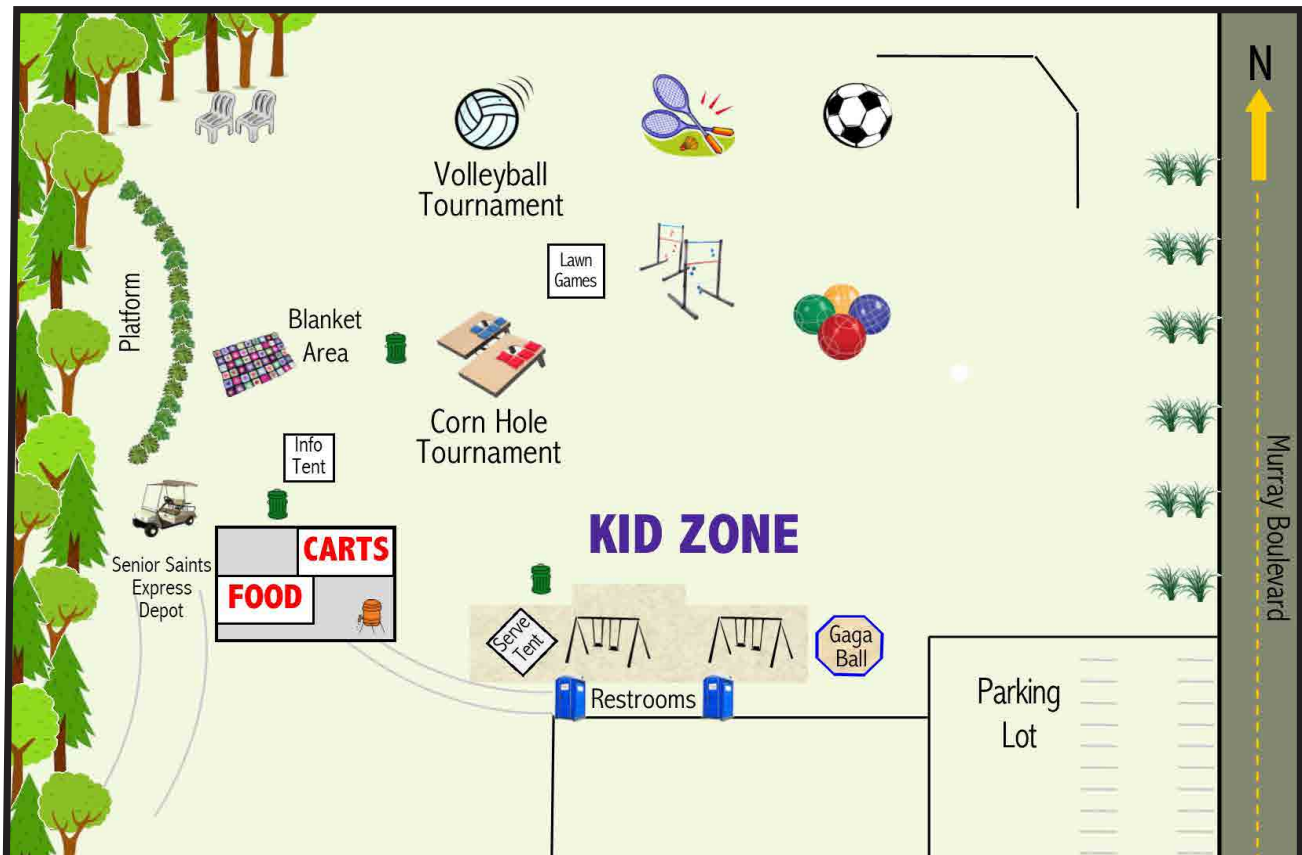 N
Volleyball
Tournament
Lawn
Games
Platform
Blanket
Area
Corn Hole
Tournament
Info
Tent
Murray Boulevard
KID ZONE
CARTS
FOOD
Senior Saints
Express
Depot
Serve
Tent
Gaga
Ball
Restrooms
Parking
Lot